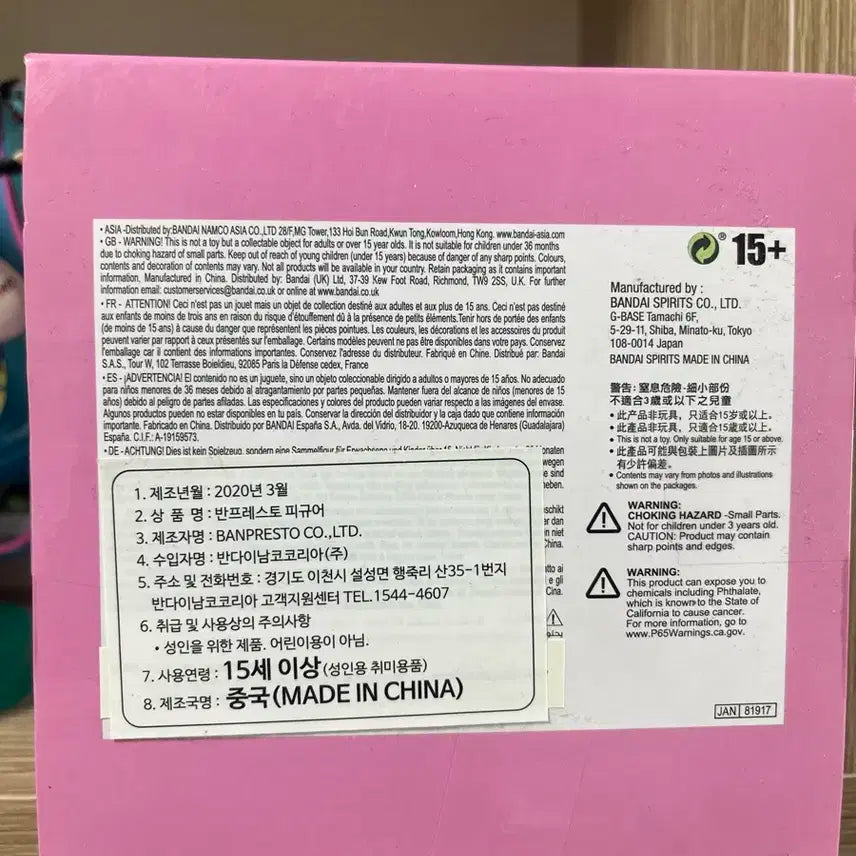 • ASIA -Distributed by:BANDAI NAMCO ASIA CO.,LTD 28/F,MG Tower,133 Hoi Bun Road,Kwun Tong,Kowloom,Hong Kong. www.bandai-asia.com
• GB - WARNING! This is not a toy but a collectable object for adults or over 15 year olds. It is not suitable for children under 36 months
due to choking hazard of small parts. Keep out of reach of young children (under 15 years) because of danger of any sharp points. Colours,
contents and decoration of contents may vary. Not all products will be available in your country. Retain packaging as it contains important
information. Manufactured in China. Distributed by: Bandai (UK) Ltd, 37-39 Kew Foot Road, Richmond, TW9 2SS, U.K. For further
information email: customerservices@bandai.co.uk or online at www.bandai.co.uk
• FR - ATTENTION! Ceci n'est pas un jouet mais un objet de collection destiné aux adultes et aux plus de 15 ans. Ceci n'est pas destiné
aux enfants de moins de trois ans en raison du risque d'étouffement dû à la présence de petits éléments.Tenir hors de portée des enfants
(de moins de 15 ans) à cause du danger que représentent les pièces pointues. Les couleurs, les décorations et les accessoires du produit
peuvent varier par rapport à ceux présentés sur l'emballage. Certains modèles peuvent ne pas être disponibles dans votre pays. Conservez
l'emballage car il contient des informations importantes. Conservez l'adresse du distributeur. Fabriqué en Chine. Distribué par: Bandai
S.A.S., Tour W, 102 Terrasse Boieldieu, 92085 Paris la Défense cedex, France
• ES - ¡ADVERTENCIA! El contenido no es un juguete, sino un objeto coleccionable dirigido a adultos o mayores de 15 años. No adecuado
para niños menores de 36 meses debido al atragantamiento por partes pequeñas. Mantener fuera del alcance de niños (menores de 15
años) debido al peligro de partes afiladas. Las especificaciones y colores del producto pueden variar respecto a las imágenes del envase.
Algunos productos pueden no estar disponibles en tu país. Conservar la dirección del distribuidor y la caja dado que contiene información
importante. Fabricado en China. Distribuido por BANDAI España S.A., Avda. del Vidrio, 18-20. 19200-Azuqueca de Henares (Guadalajara)
España. C.I.F.: A-19159573.
• DE - ACHTUNG! Dies ist kein Spielzeug, sondern eine Sammelfigur für Erwachsene und Kinder über 15.
1. 제조년월 : 2020년 3월
2. 상 품 명 : 반프레스토 피규어
3. 제조자명 : BANPRESTO CO.,LTD.
4. 수입자명 : 반다이남코코리아(주)
5. 주소 및 전화번호 : 경기도 이천시 설성면 행죽리 산35-1번지
반다이남코코리아 고객지원센터 TEL.1544-4607
6. 취급 및 사용상의 주의사항
• 성인을 위한 제품. 어린이용이 아님.
7. 사용연령 : 15세 이상(성인용 취미용품)
8. 제조국명 : 중국(MADE IN CHINA)
® 15+
Manufactured by :
BANDAI SPIRITS CO., LTD.
G-BASE Tamachi 6F,
5-29-11, Shiba, Minato-ku, Tokyo
108-0014 Japan
BANDAI SPIRITS MADE IN CHINA
警告: 窒息危險-細小部份
不適合3歲或以下之兒童
• 此产品非玩具，只适合15岁或以上。
• 此產品非玩具，只適合15歲或以上。
• This is not a toy. Only suitable for age 15 or above.
• 此產品可能與包裝上圖片及插圖所示
有少許偏差。
• Contents may vary from photos and illustrations
shown on the packages.
WARNING:
CHOKING HAZARD -Small Parts.
Not for children under 3 years old.
CAUTION: Product may contain
sharp points and edges.
WARNING:
This product can expose you to
chemicals including Phthalate,
which is known to the State of
California to cause cancer.
For more information, go to
www.P65Warnings.ca.gov.
JAN 81917